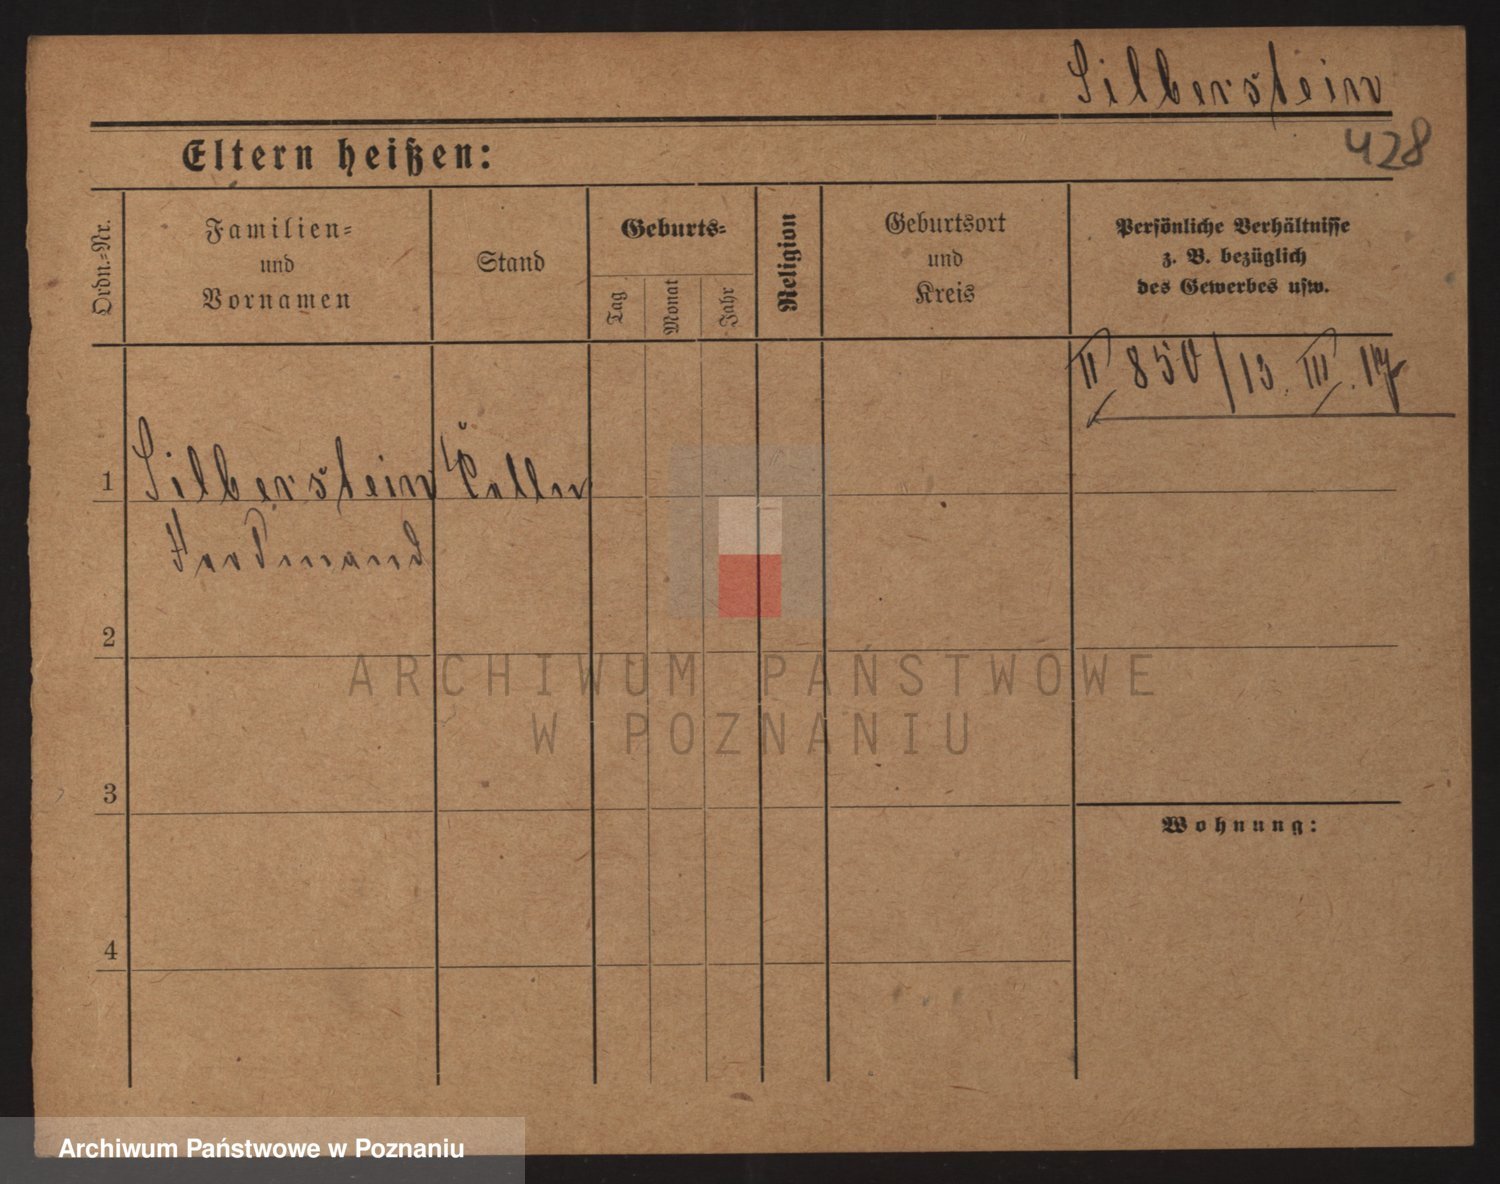 Silberstein
428
Eltern heißen:
Ordn.-Nr.
Familien-
und
Vornamen
Stand
Geburts-
Tag
Monat
Jahr
Religion
Geburtsort
und
Kreis
Persönliche Verhältnisse
z. B. bezüglich
des Gewerbes usw.
II 850/13. III. 17
1
Silberstein
Ferdinand
2
3
4
Wohnung:
ARCHIWUM PAŃSTWOWE
W POZNANIU
Archiwum Państwowe w Poznaniu